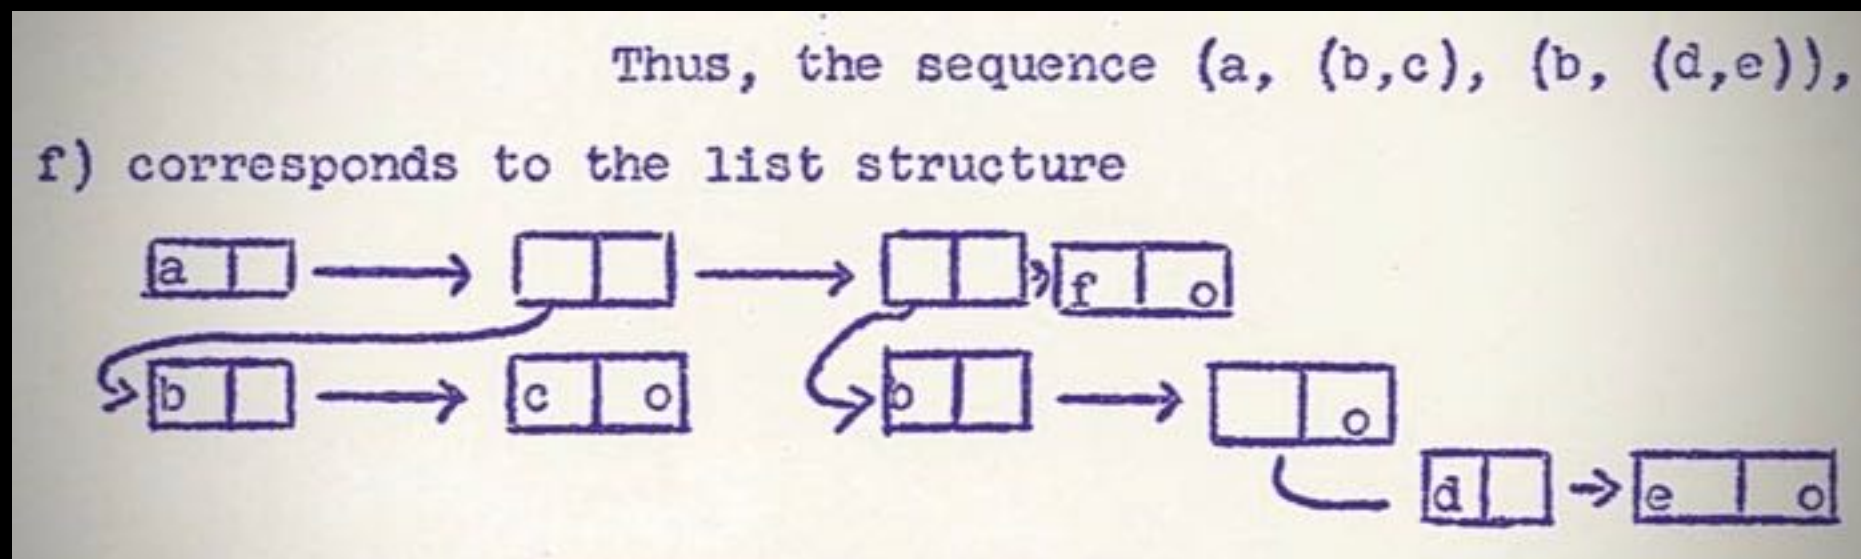 Thus, the sequence (a, (b,c), (b, (d,e)),
f) corresponds to the list structure
a f o
b c o b o
d e o